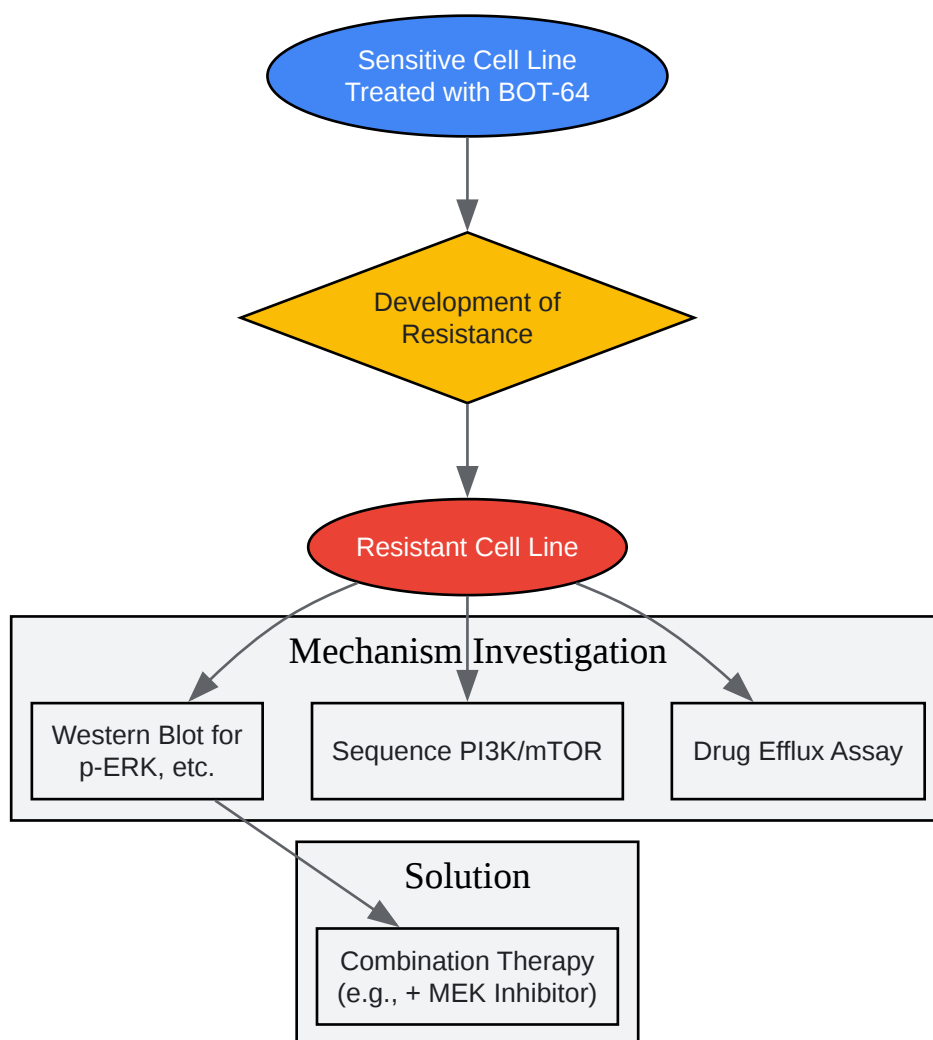 Sensitive Cell Line
Treated with BOT-64
Development of
Resistance
Resistant Cell Line
Mechanism Investigation
Western Blot for
p-ERK, etc.
Sequence PI3K/mTOR
Drug Efflux Assay
Solution
Combination Therapy
(e.g., + MEK Inhibitor)